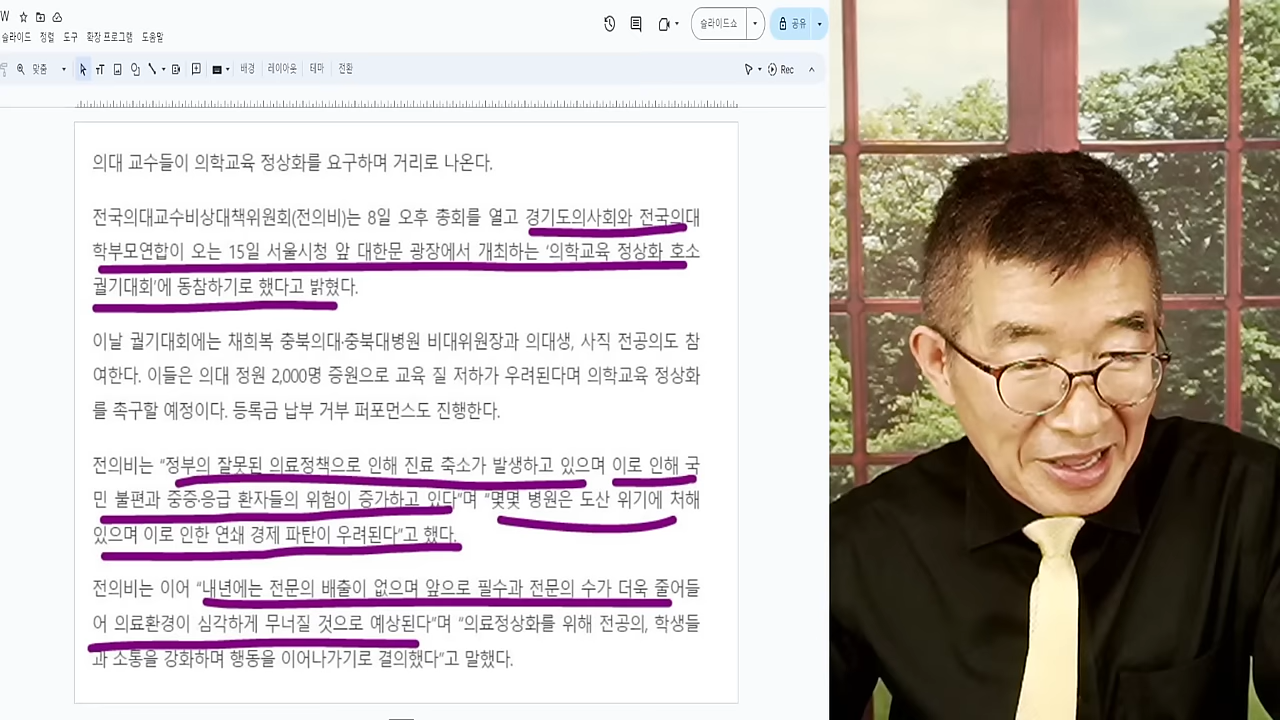 W
슬라이드 정렬 도구 확장 프로그램 도움말
슬라이드쇼
공유
맞춤
배경 레이아웃 테마 전환
Rec
의대 교수들이 의학교육 정상화를 요구하며 거리로 나온다.
전국의대교수비상대책위원회(전의비)는 8일 오후 총회를 열고 경기도의사회와 전국의대
학부모연합이 오는 15일 서울시청 앞 대한문 광장에서 개최하는 ‘의학교육 정상화 호소
궐기대회’에 동참하기로 했다고 밝혔다.
이날 궐기대회에는 채희복 충북의대·충북대병원 비대위원장과 의대생, 사직 전공의도 참
여한다. 이들은 의대 정원 2,000명 증원으로 교육 질 저하가 우려된다며 의학교육 정상화
를 촉구할 예정이다. 등록금 납부 거부 퍼포먼스도 진행한다.
전의비는 “정부의 잘못된 의료정책으로 인해 진료 축소가 발생하고 있으며 이로 인해 국
민 불편과 중증·응급 환자들의 위험이 증가하고 있다”며 “몇몇 병원은 도산 위기에 처해
있으며 이로 인한 연쇄 경제 파탄이 우려된다”고 했다.
전의비는 이어 “내년에는 전문의 배출이 없으며 앞으로 필수과 전문의 수가 더욱 줄어들
어 의료환경이 심각하게 무너질 것으로 예상된다”며 “의료정상화를 위해 전공의, 학생들
과 소통을 강화하며 행동을 이어나가기로 결의했다”고 말했다.